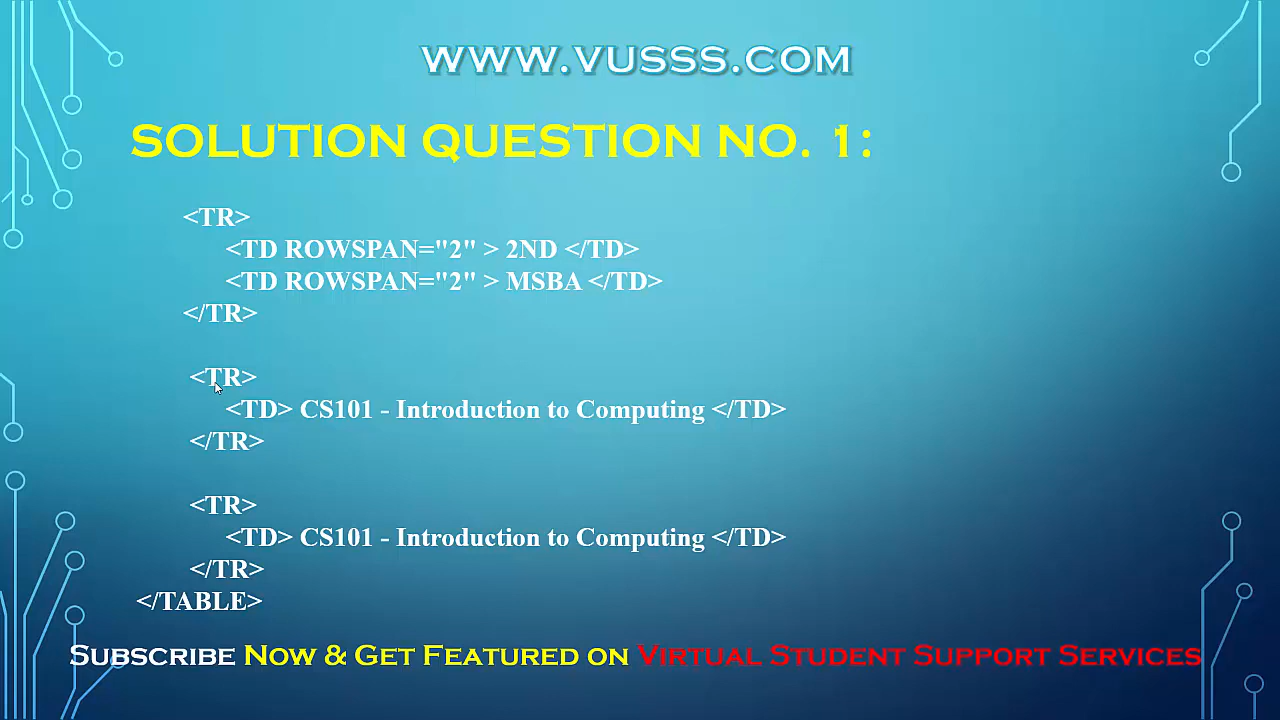 WWW.VUSSS.COM
SOLUTION QUESTION NO. 1:
<TR>
<TD ROWSPAN="2" > 2ND </TD>
<TD ROWSPAN="2" > MSBA </TD>
</TR>
<TR>
<TD> CS101 - Introduction to Computing </TD>
</TR>
<TR>
<TD> CS101 - Introduction to Computing </TD>
</TR>
</TABLE>
SUBSCRIBE NOW & GET FEATURED ON VIRTUAL STUDENT SUPPORT SERVICES